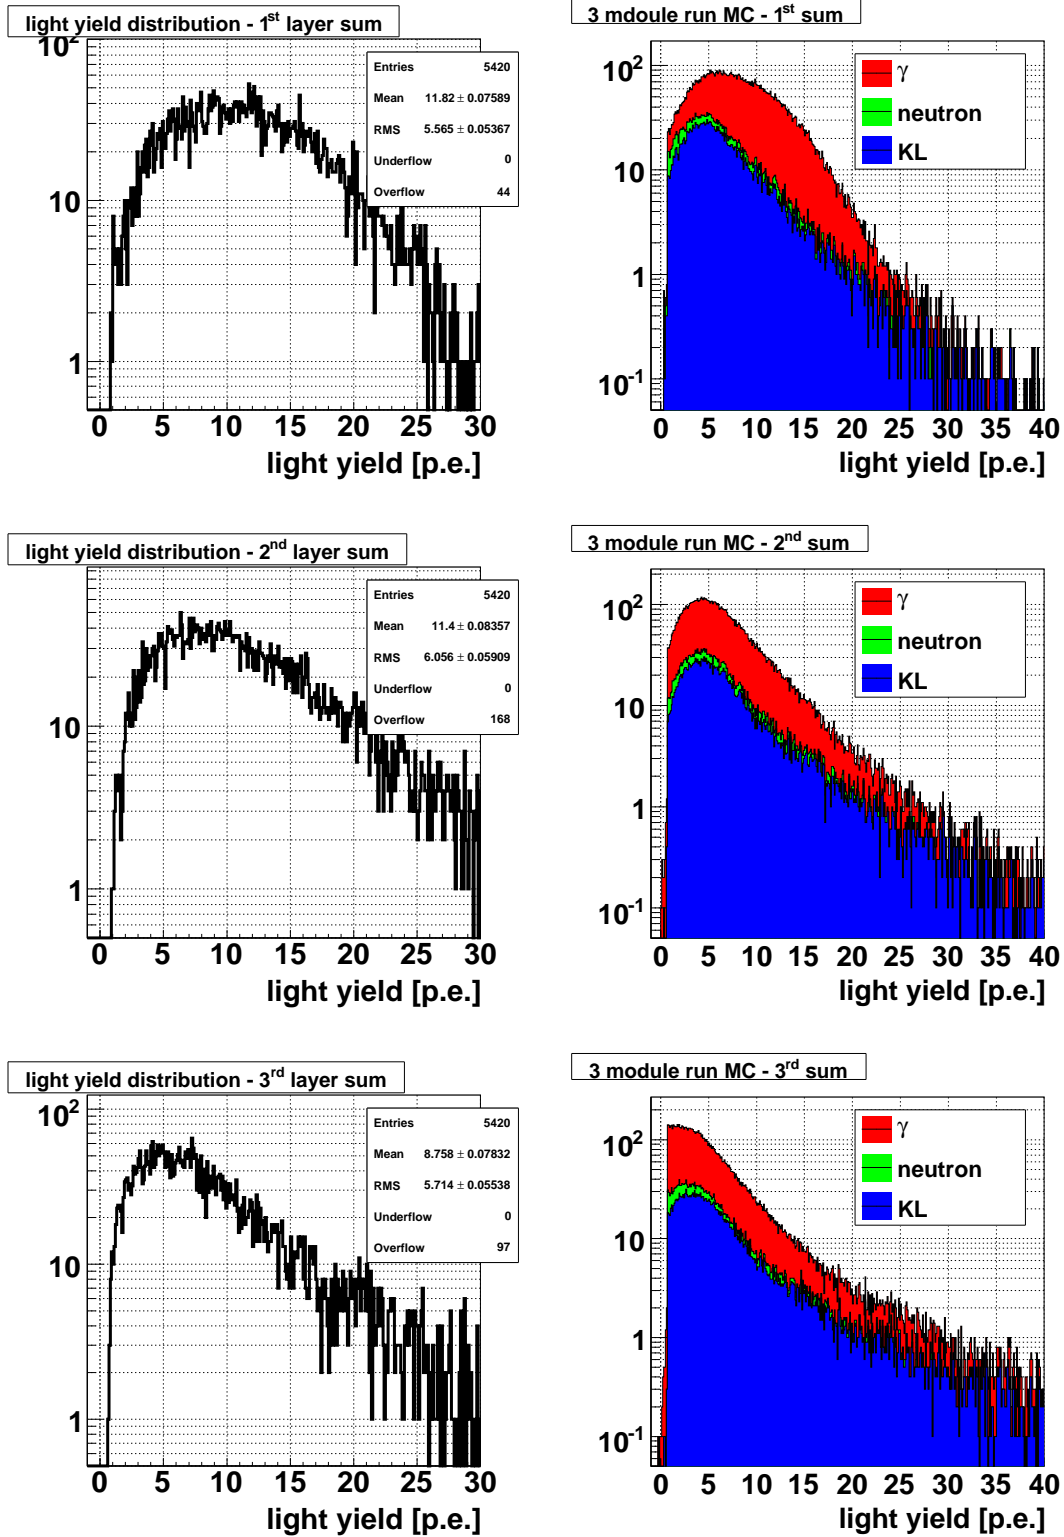 light yield distribution - 1st layer sum
Entries 5420
Mean 11.82 ± 0.07589
RMS 5.565 ± 0.05367
Underflow 0
Overflow 44
10²
10
1
0 5 10 15 20 25 30
light yield [p.e.]
3 mdoule run MC - 1st sum
γ
neutron
KL
10²
10
1
10⁻¹
0 5 10 15 20 25 30 35 40
light yield [p.e.]
light yield distribution - 2nd layer sum
Entries 5420
Mean 11.4 ± 0.08357
RMS 6.056 ± 0.05909
Underflow 0
Overflow 168
10
1
0 5 10 15 20 25 30
light yield [p.e.]
3 module run MC - 2nd sum
γ
neutron
KL
10²
10
1
10⁻¹
0 5 10 15 20 25 30 35 40
light yield [p.e.]
light yield distribution - 3rd layer sum
Entries 5420
Mean 8.758 ± 0.07832
RMS 5.714 ± 0.05538
Underflow 0
Overflow 97
10²
10
1
0 5 10 15 20 25 30
light yield [p.e.]
3 module run MC - 3rd sum
γ
neutron
KL
10²
10
1
10⁻¹
0 5 10 15 20 25 30 35 40
light yield [p.e.]